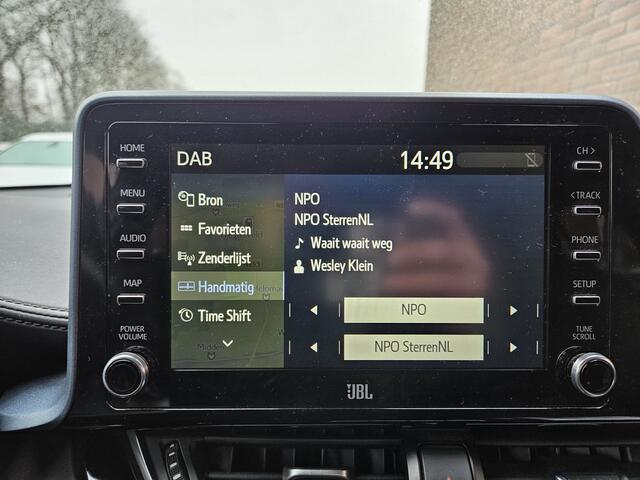 HOME
MENU
AUDIO
MAP
POWER
VOLUME
DAB
14:49
Bron
Favorieten
Zenderlijst
Handmatig
Time Shift
NPO
NPO SterrenNL
Waait waait weg
Wesley Klein
NPO
NPO SterrenNL
CH >
< TRACK
PHONE
SETUP
TUNE
SCROLL
JBL